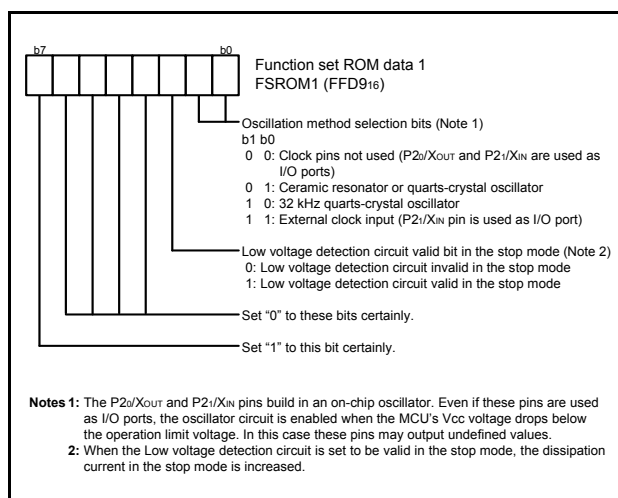 b7 b0
Function set ROM data 1
FSROM1 (FFD916)
Oscillation method selection bits (Note 1)
b1 b0
0 0: Clock pins not used (P20/XOUT and P21/XIN are used as
I/O ports)
0 1: Ceramic resonator or quarts-crystal oscillator
1 0: 32 kHz quarts-crystal oscillator
1 1: External clock input (P21/XIN pin is used as I/O port)
Low voltage detection circuit valid bit in the stop mode (Note 2)
0: Low voltage detection circuit invalid in the stop mode
1: Low voltage detection circuit valid in the stop mode
Set “0” to these bits certainly.
Set “1” to this bit certainly.
Notes 1: The P20/XOUT and P21/XIN pins build in an on-chip oscillator. Even if these pins are used
as I/O ports, the oscillator circuit is enabled when the MCU's Vcc voltage drops below
the operation limit voltage. In this case these pins may output undefined values.
2: When the Low voltage detection circuit is set to be valid in the stop mode, the dissipation
current in the stop mode is increased.